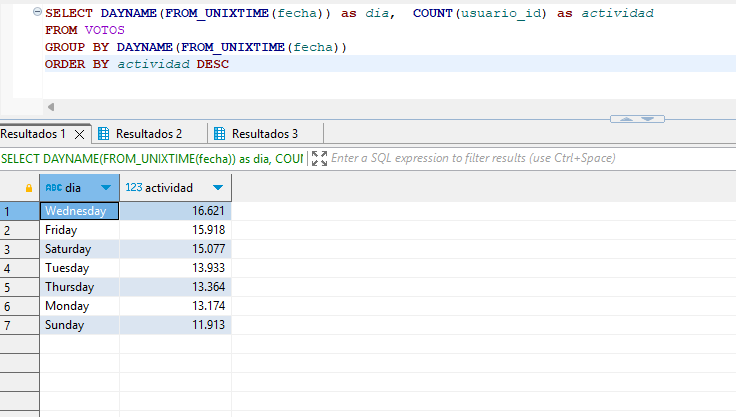 SELECT DAYNAME(FROM_UNIXTIME(fecha)) as dia,  COUNT(usuario_id) as actividad
FROM VOTOS
GROUP BY DAYNAME(FROM_UNIXTIME(fecha))
ORDER BY actividad DESC
Resultados 1 Resultados 2 Resultados 3
SELECT DAYNAME(FROM_UNIXTIME(fecha)) as dia, COUN Enter a SQL expression to filter results (use Ctrl+Space)
ABC dia 123 actividad
1 Wednesday 16.621
2 Friday 15.918
3 Saturday 15.077
4 Tuesday 13.933
5 Thursday 13.364
6 Monday 13.174
7 Sunday 11.913